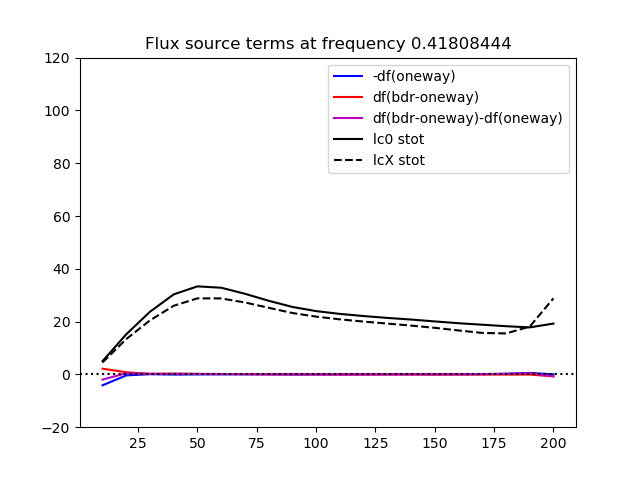 Flux source terms at frequency 0.41808444
120
100
80
60
40
20
0
−20
-df(oneway)
df(bdr-oneway)
df(bdr-oneway)-df(oneway)
lc0 stot
lcX stot
25 50 75 100 125 150 175 200